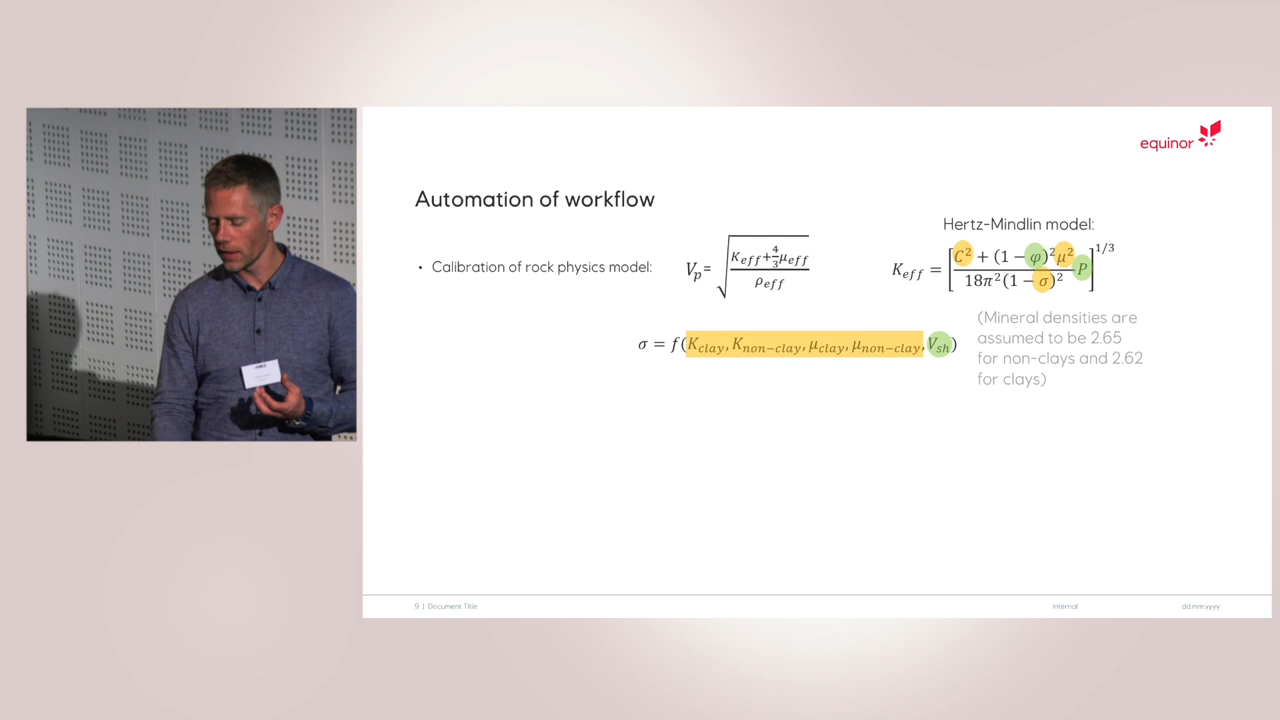 equinor
Automation of workflow
Hertz-Mindlin model:
• Calibration of rock physics model:
V_p = √((K_eff + 4/3 μ_eff) / ρ_eff)
K_eff = [(C² + (1 − φ)²μ²) / (18π²(1 − σ)²) P]^1/3
σ = f(K_clay, K_non−clay, μ_clay, μ_non−clay, V_sh)
(Mineral densities are
assumed to be 2.65
for non-clays and 2.62
for clays)
9 | Document Title
Internal
dd.mm.yyyy